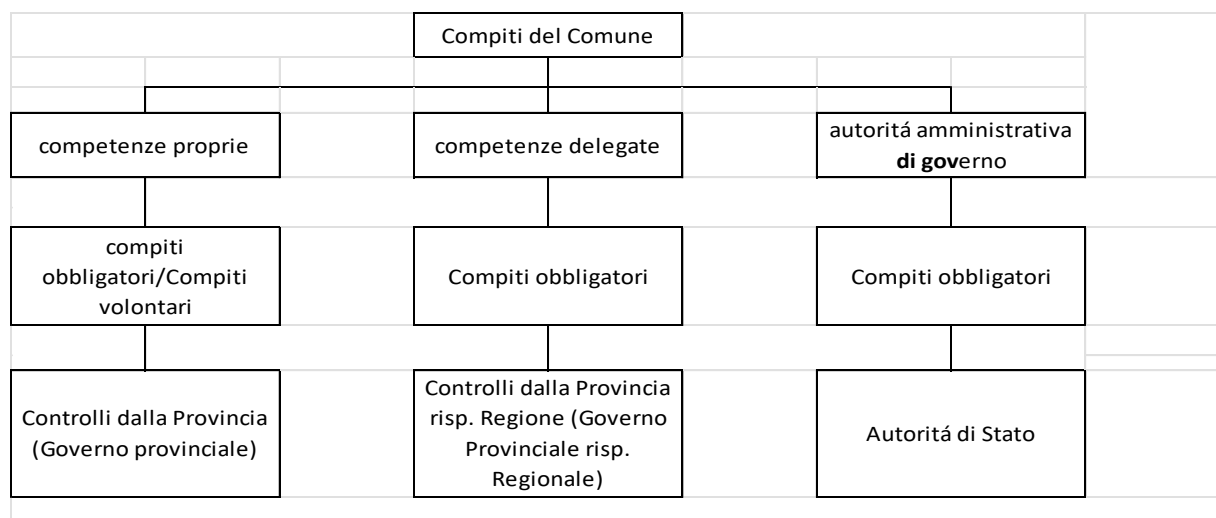 Compiti del Comune
competenze proprie
competenze delegate
autoritá amministrativa
di governo
compiti
obbligatori/Compiti
volontari
Compiti obbligatori
Compiti obbligatori
Controlli dalla Provincia
(Governo provinciale)
Controlli dalla Provincia
risp. Regione (Governo
Provinciale risp.
Regionale)
Autoritá di Stato